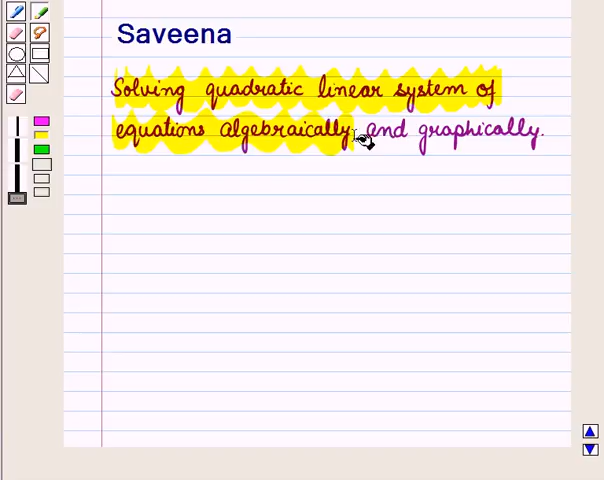 Saveena
Solving quadratic linear system of
equations algebraically and graphically.